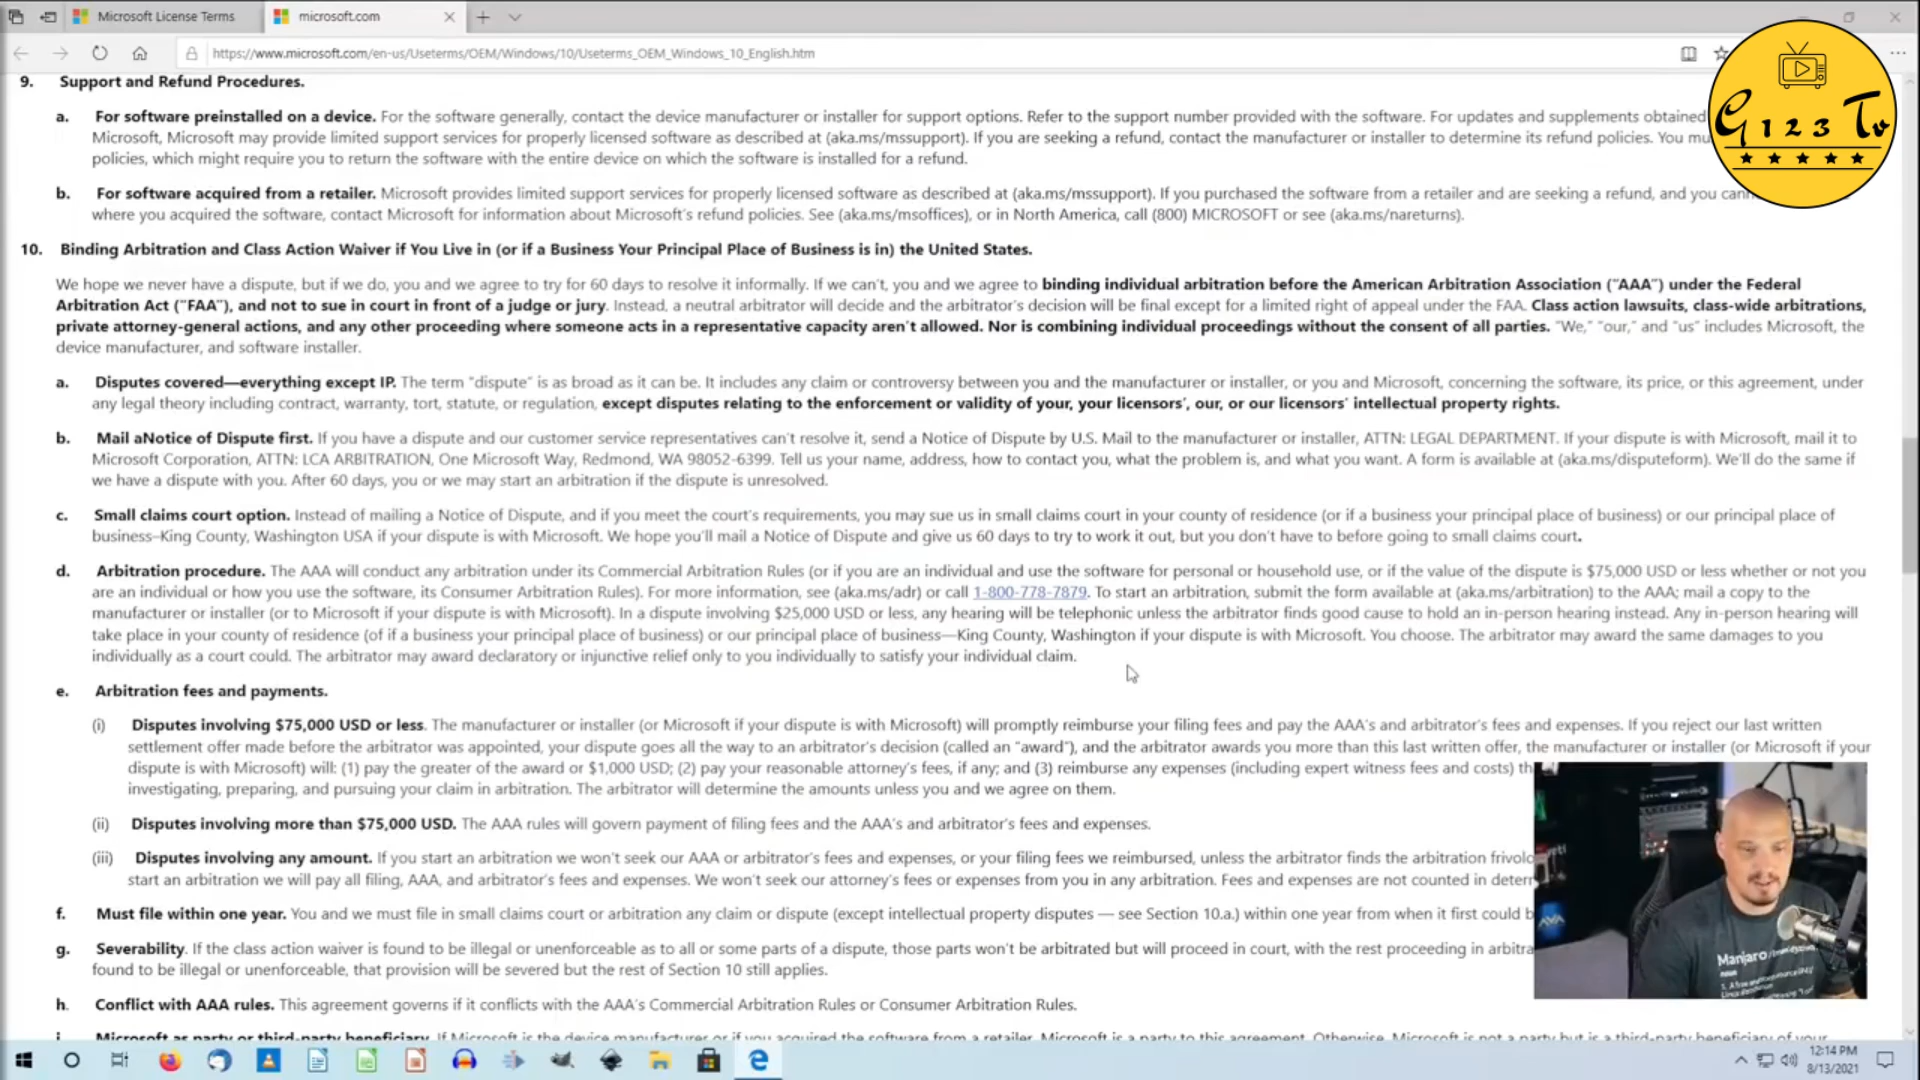 Microsoft License Terms
microsoft.com
https://www.microsoft.com/en-us/Useterms/OEM/Windows/10/Useterms_OEM_Windows_10_English.htm
G 123 Tv
9. Support and Refund Procedures.
a. For software preinstalled on a device. For the software generally, contact the device manufacturer or installer for support options. Refer to the support number provided with the software. For updates and supplements obtained
Microsoft, Microsoft may provide limited support services for properly licensed software as described at (aka.ms/mssupport). If you are seeking a refund, contact the manufacturer or installer to determine its refund policies. You
policies, which might require you to return the software with the entire device on which the software is installed for a refund.
b. For software acquired from a retailer. Microsoft provides limited support services for properly licensed software as described at (aka.ms/mssupport). If you purchased the software from a retailer and are seeking a refund, and you
where you acquired the software, contact Microsoft for information about Microsoft's refund policies. See (aka.ms/msoffices), or in North America, call (800) MICROSOFT or see (aka.ms/nareturns).
10. Binding Arbitration and Class Action Waiver if You Live in (or if a Business Your Principal Place of Business is in) the United States.
We hope we never have a dispute, but if we do, you and we agree to try for 60 days to resolve it informally. If we can't, you and we agree to binding individual arbitration before the American Arbitration Association ("AAA") under the Federal
Arbitration Act ("FAA"), and not to sue in court in front of a judge or jury. Instead, a neutral arbitrator will decide and the arbitrator's decision will be final except for a limited right of appeal under the FAA. Class action lawsuits, class-wide arbitrations,
private attorney-general actions, and any other proceeding where someone acts in a representative capacity aren't allowed. Nor is combining individual proceedings without the consent of all parties. "We," "our," and "us" includes Microsoft, the
device manufacturer, and software installer.
a. Disputes covered—everything except IP. The term "dispute" is as broad as it can be. It includes any claim or controversy between you and the manufacturer or installer, or you and Microsoft, concerning the software, its price, or this agreement, under
any legal theory including contract, warranty, tort, statute, or regulation, except disputes relating to the enforcement or validity of your, your licensors', our, or our licensors' intellectual property rights.
b. Mail aNotice of Dispute first. If you have a dispute and our customer service representatives can't resolve it, send a Notice of Dispute by U.S. Mail to the manufacturer or installer, ATTN: LEGAL DEPARTMENT. If your dispute is with Microsoft, mail it to
Microsoft Corporation, ATTN: LCA ARBITRATION, One Microsoft Way, Redmond, WA 98052-6399. Tell us your name, address, how to contact you, what the problem is, and what you want. A form is available at (aka.ms/disputeform). We'll do the same if
we have a dispute with you. After 60 days, you or we may start an arbitration if the dispute is unresolved.
c. Small claims court option. Instead of mailing a Notice of Dispute, and if you meet the court's requirements, you may sue us in small claims court in your county of residence (or if a business your principal place of business) or our principal place of
business–King County, Washington USA if your dispute is with Microsoft. We hope you'll mail a Notice of Dispute and give us 60 days to try to work it out, but you don't have to before going to small claims court.
d. Arbitration procedure. The AAA will conduct any arbitration under its Commercial Arbitration Rules (or if you are an individual and use the software for personal or household use, or if the value of the dispute is $75,000 USD or less whether or not you
are an individual or how you use the software, its Consumer Arbitration Rules). For more information, see (aka.ms/adr) or call 1-800-778-7879. To start an arbitration, submit the form available at (aka.ms/arbitration) to the AAA; mail a copy to the
manufacturer or installer (or to Microsoft if your dispute is with Microsoft). In a dispute involving $25,000 USD or less, any hearing will be telephonic unless the arbitrator finds good cause to hold an in-person hearing instead. Any in-person hearing will
take place in your county of residence (of if a business your principal place of business) or our principal place of business—King County, Washington if your dispute is with Microsoft. You choose. The arbitrator may award the same damages to you
individually as a court could. The arbitrator may award declaratory or injunctive relief only to you individually to satisfy your individual claim.
e. Arbitration fees and payments.
(i) Disputes involving $75,000 USD or less. The manufacturer or installer (or Microsoft if your dispute is with Microsoft) will promptly reimburse your filing fees and pay the AAA's and arbitrator's fees and expenses. If you reject our last written
settlement offer made before the arbitrator was appointed, your dispute goes all the way to an arbitrator's decision (called an "award"), and the arbitrator awards you more than this last written offer, the manufacturer or installer (or Microsoft if your
dispute is with Microsoft) will: (1) pay the greater of the award or $1,000 USD; (2) pay your reasonable attorney's fees, if any; and (3) reimburse any expenses (including expert witness fees and costs)
investigating, preparing, and pursuing your claim in arbitration. The arbitrator will determine the amounts unless you and we agree on them.
(ii) Disputes involving more than $75,000 USD. The AAA rules will govern payment of filing fees and the AAA's and arbitrator's fees and expenses.
(iii) Disputes involving any amount. If you start an arbitration we won't seek our AAA or arbitrator's fees and expenses, or your filing fees we reimbursed, unless the arbitrator finds the arbitration
start an arbitration we will pay all filing, AAA, and arbitrator's fees and expenses. We won't seek our attorney's fees or expenses from you in any arbitration. Fees and expenses are not counted in
f. Must file within one year. You and we must file in small claims court or arbitration any claim or dispute (except intellectual property disputes — see Section 10.a.) within one year from when it first could
g. Severability. If the class action waiver is found to be illegal or unenforceable as to all or some parts of a dispute, those parts won't be arbitrated but will proceed in court, with the rest proceeding in
found to be illegal or unenforceable, that provision will be severed but the rest of Section 10 still applies.
h. Conflict with AAA rules. This agreement governs if it conflicts with the AAA's Commercial Arbitration Rules or Consumer Arbitration Rules.
i. Microsoft as party or third-party beneficiary. If Microsoft is the device manufacturer or if you acquired the software from a retailer, Microsoft is a party to this agreement. Otherwise, Microsoft is not a party but is a third-party beneficiary of your
Manjaro
noun
12:14 PM
8/13/2021